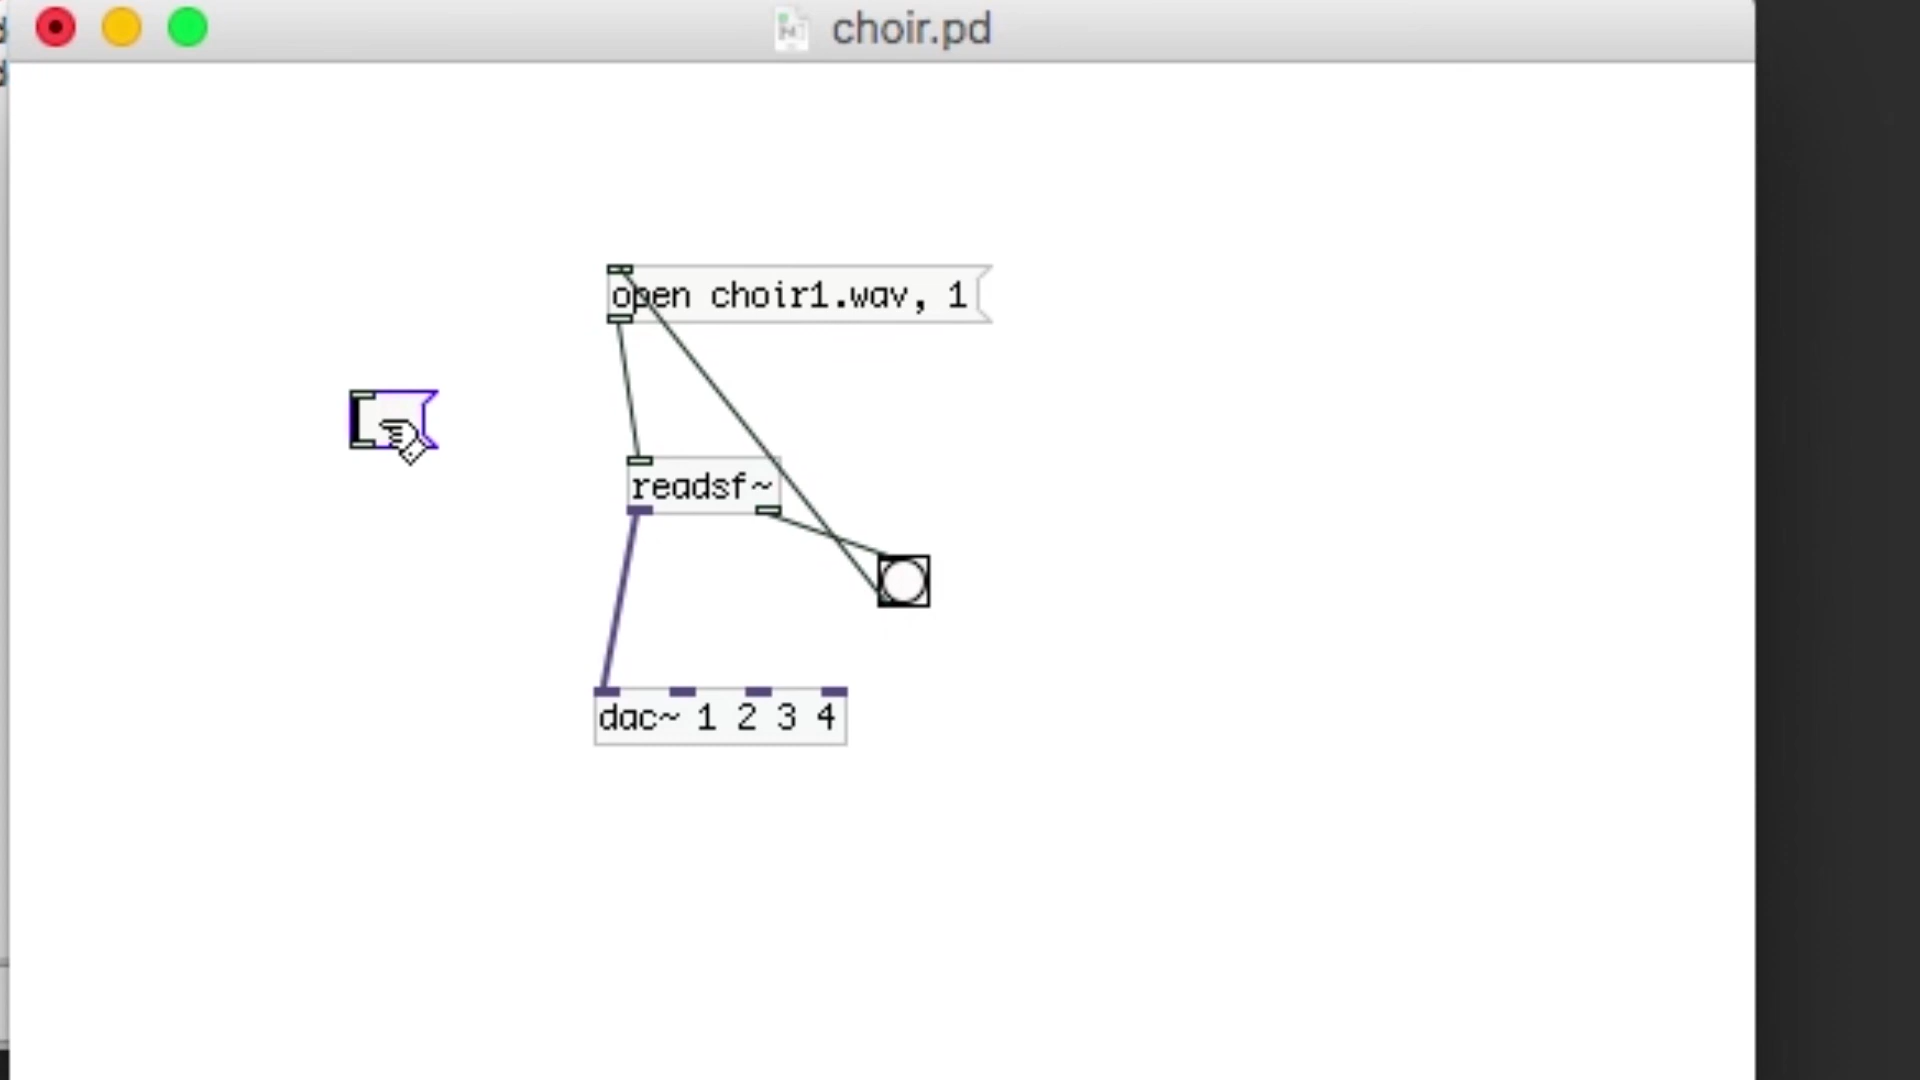 choir.pd
open choir1.wav, 1
readsf~
dac~ 1 2 3 4